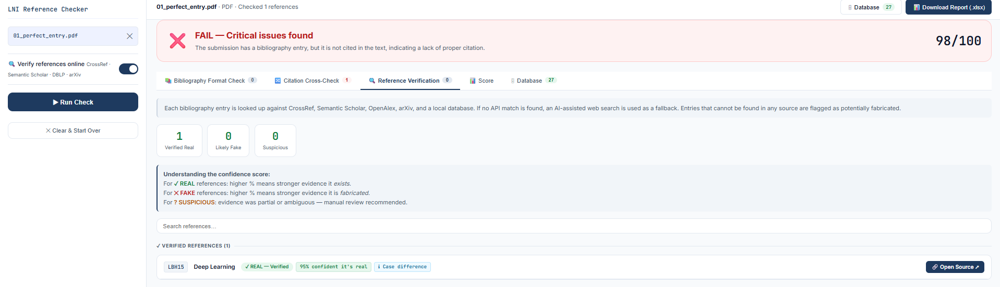 LNI Reference Checker
01_perfect_entry.pdf
Verify references online CrossRef ·
Semantic Scholar · DBLP · arXiv
▶ Run Check
✕ Clear & Start Over
01_perfect_entry.pdf · PDF · Checked 1 references
Database 27
Download Report (.xlsx)
FAIL — Critical issues found
The submission has a bibliography entry, but it is not cited in the text, indicating a lack of proper citation.
98/100
Bibliography Format Check 0
Citation Cross-Check 1
Reference Verification 0
Score
Database 27
Each bibliography entry is looked up against CrossRef, Semantic Scholar, OpenAlex, arXiv, and a local database. If no API match is found, an AI-assisted web search is used as a fallback. Entries that cannot be found in any source are flagged as potentially fabricated.
1
Verified Real
0
Likely Fake
0
Suspicious
Understanding the confidence score:
For ✓ REAL references: higher % means stronger evidence it exists.
For ✕ FAKE references: higher % means stronger evidence it is fabricated.
For ? SUSPICIOUS: evidence was partial or ambiguous — manual review recommended.
Search references...
✓ VERIFIED REFERENCES (1)
LBH15 Deep Learning ✓ REAL — Verified 95% confident it's real ℹ Case difference
Open Source ↗